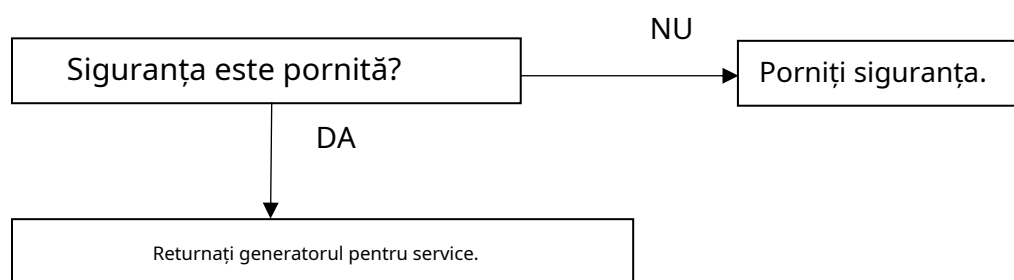 NU
Siguranța este pornită?
Porniți siguranța.
DA
Returnați generatorul pentru service.